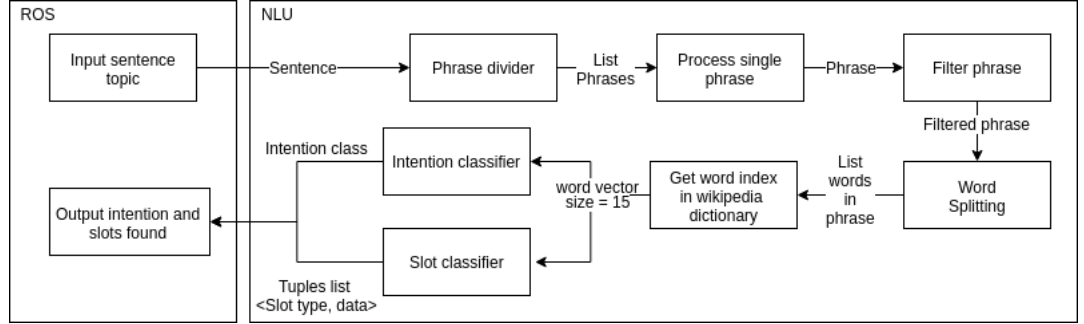 ROS
NLU
Input sentence
topic
Sentence
Phrase divider
List
Phrases
Process single
phrase
Phrase
Filter phrase
Filtered phrase
Word
Splitting
List
words
in
phrase
Get word index
in wikipedia
dictionary
word vector
size = 15
Intention classifier
Intention class
Slot classifier
Tuples list
<Slot type, data>
Output intention and
slots found